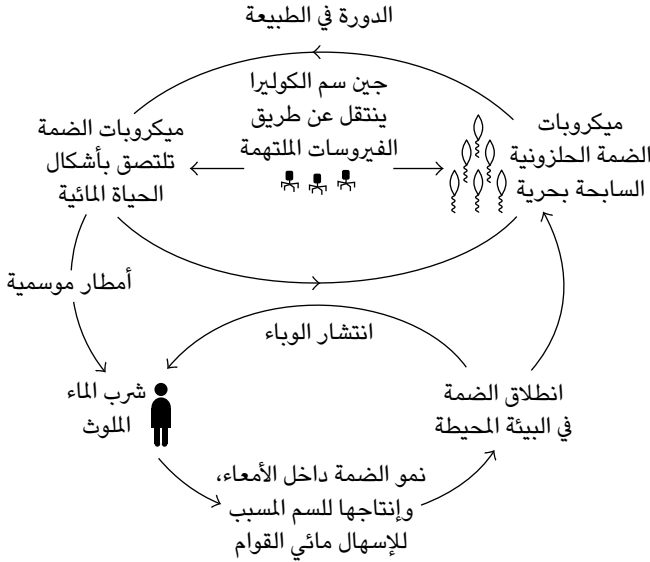 الدورة في الطبيعة
جين سم الكوليرا
ينتقل عن طريق
الفيروسات الملتهمة
ميكروبات
الضمة الحلزونية
السابحة بحرية
ميكروبات الضمة
تلتصق بأشكال
الحياة المائية
أمطار موسمية
انتشار الوباء
شرب الماء
الملوث
انطلاق الضمة
في البيئة المحيطة
نمو الضمة داخل الأمعاء،
وإنتاجها للسم المسبب
للإسهال مائي القوام